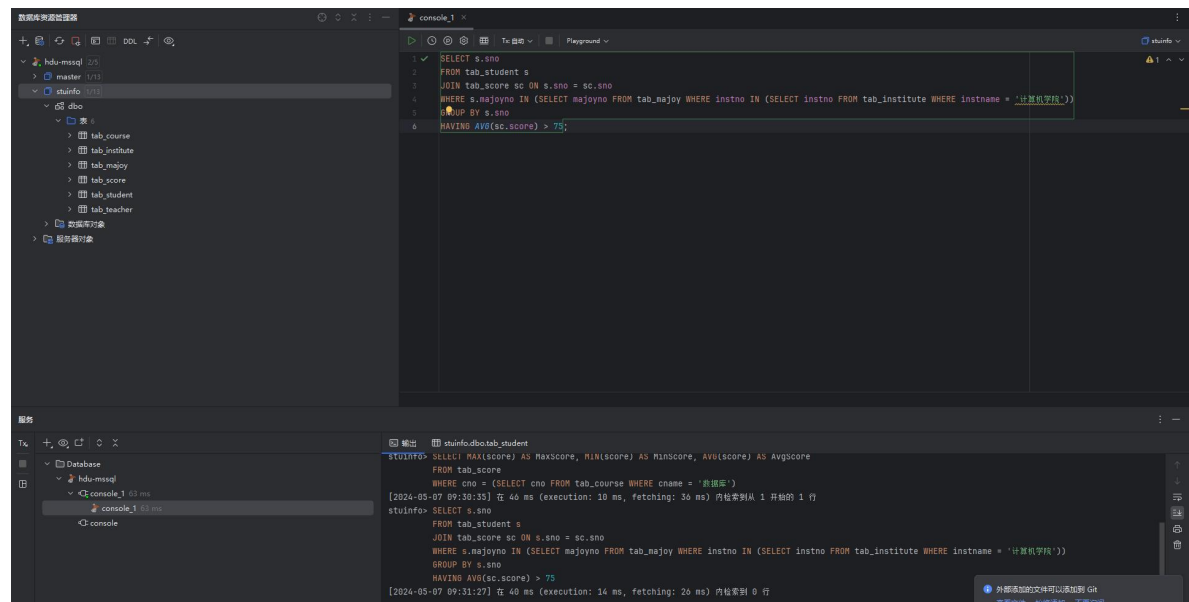 数据库资源管理器
DDL
hdu-mssql 2/5
master 1/13
stuinfo 1/13
dbo
表 6
tab_course
tab_institute
tab_majoy
tab_score
tab_student
tab_teacher
数据库对象
服务器对象
console_1
Tx: 自动
Playground
stuinfo
1 SELECT s.sno
2 FROM tab_student s
3 JOIN tab_score sc ON s.sno = sc.sno
4 WHERE s.majoyno IN (SELECT majoyno FROM tab_majoy WHERE instno IN (SELECT instno FROM tab_institute WHERE instname = '计算机学院'))
5 GROUP BY s.sno
6 HAVING AVG(sc.score) > 75;
1
服务
Tx
Database
hdu-mssql
console_1 63 ms
console_1 63 ms
console
输出
stuinfo.dbo.tab_student
stuinfo> SELECT MAX(score) AS MaxScore, MIN(score) AS MinScore, AVG(score) AS AvgScore
FROM tab_score
WHERE cno = (SELECT cno FROM tab_course WHERE cname = '数据库')
[2024-05-07 09:30:35] 在 46 ms (execution: 10 ms, fetching: 36 ms) 内检索到从 1 开始的 1 行
stuinfo> SELECT s.sno
FROM tab_student s
JOIN tab_score sc ON s.sno = sc.sno
WHERE s.majoyno IN (SELECT majoyno FROM tab_majoy WHERE instno IN (SELECT instno FROM tab_institute WHERE instname = '计算机学院'))
GROUP BY s.sno
HAVING AVG(sc.score) > 75
[2024-05-07 09:31:27] 在 40 ms (execution: 14 ms, fetching: 26 ms) 内检索到 0 行
外部添加的文件可以添加到 Git